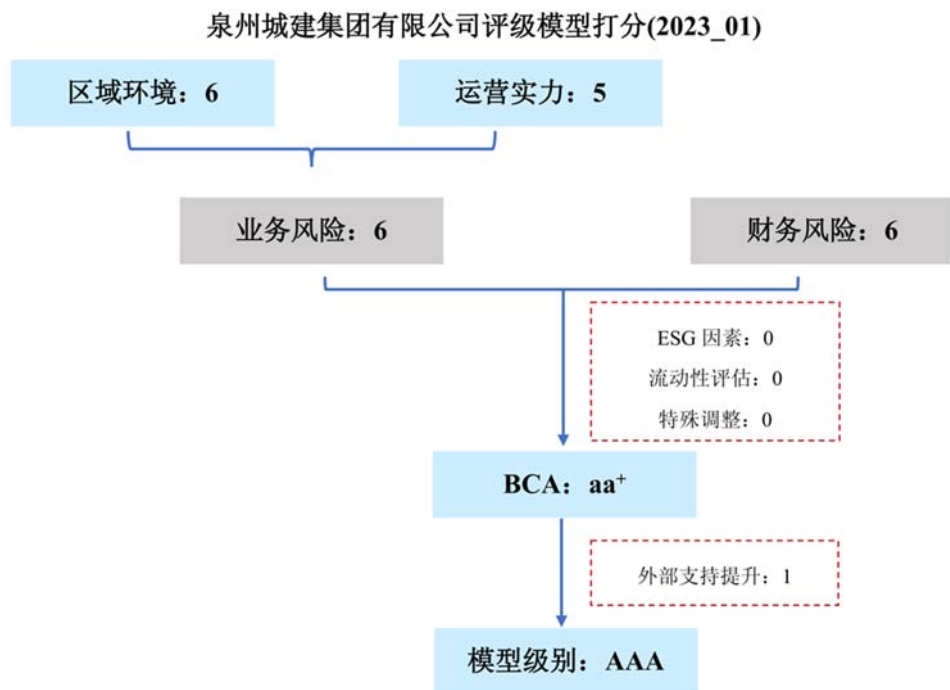 泉州城建集团有限公司评级模型打分(2023_01)
区域环境：6
运营实力：5
业务风险：6
财务风险：6
ESG 因素：0
流动性评估：0
特殊调整：0
BCA：aa⁺
外部支持提升：1
模型级别：AAA